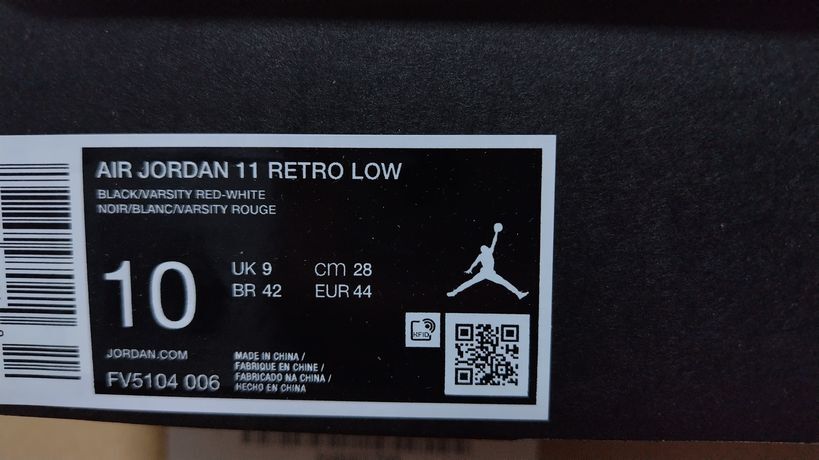 AIR JORDAN 11 RETRO LOW
BLACK/VARSITY RED-WHITE
NOIR/BLANC/VARSITY ROUGE
10
UK 9
cm 28
BR 42
EUR 44
RFID
JORDAN.COM
FV5104 006
MADE IN CHINA /
FABRIQUE EN CHINE /
FABRICADO NA CHINA /
HECHO EN CHINA